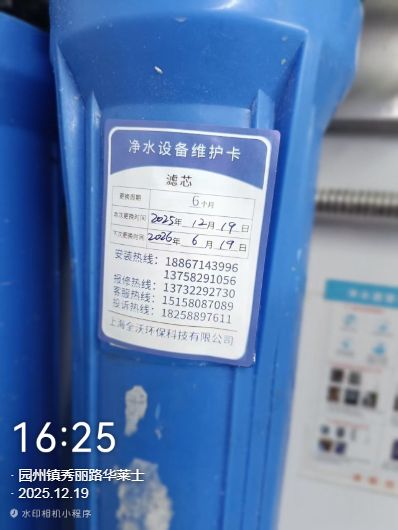 净水设备维护卡
滤芯
更换周期 6个月
本次更换时间 2025年 12月 19日
下次更换时间 2026年 6月 19日
安装热线：18867143996
13758291056
报修热线：13732292730
客服热线：15158087089
投诉热线：18258897611
上海全沃环保科技有限公司
16:25
· 园州镇秀丽路华莱士
· 2025.12.19
水印相机小程序